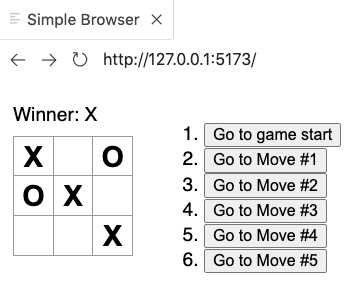 Simple Browser
http://127.0.0.1:5173/
Winner: X
X O
O X
X
1. Go to game start
2. Go to Move #1
3. Go to Move #2
4. Go to Move #3
5. Go to Move #4
6. Go to Move #5